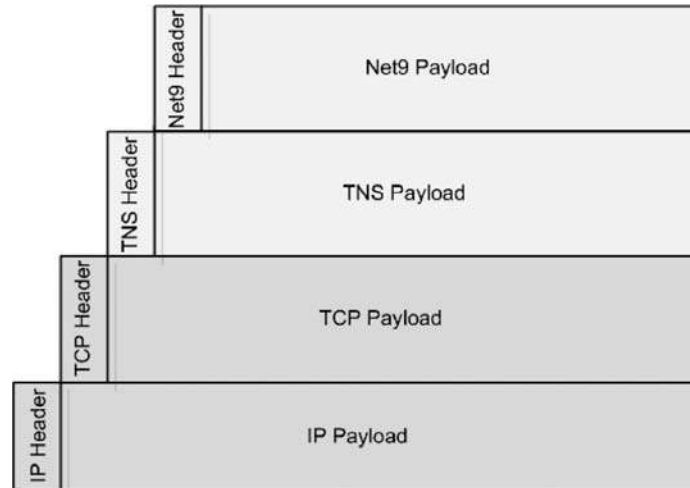 Net9 Header
Net9 Payload
TNS Header
TNS Payload
TCP Header
TCP Payload
IP Header
IP Payload